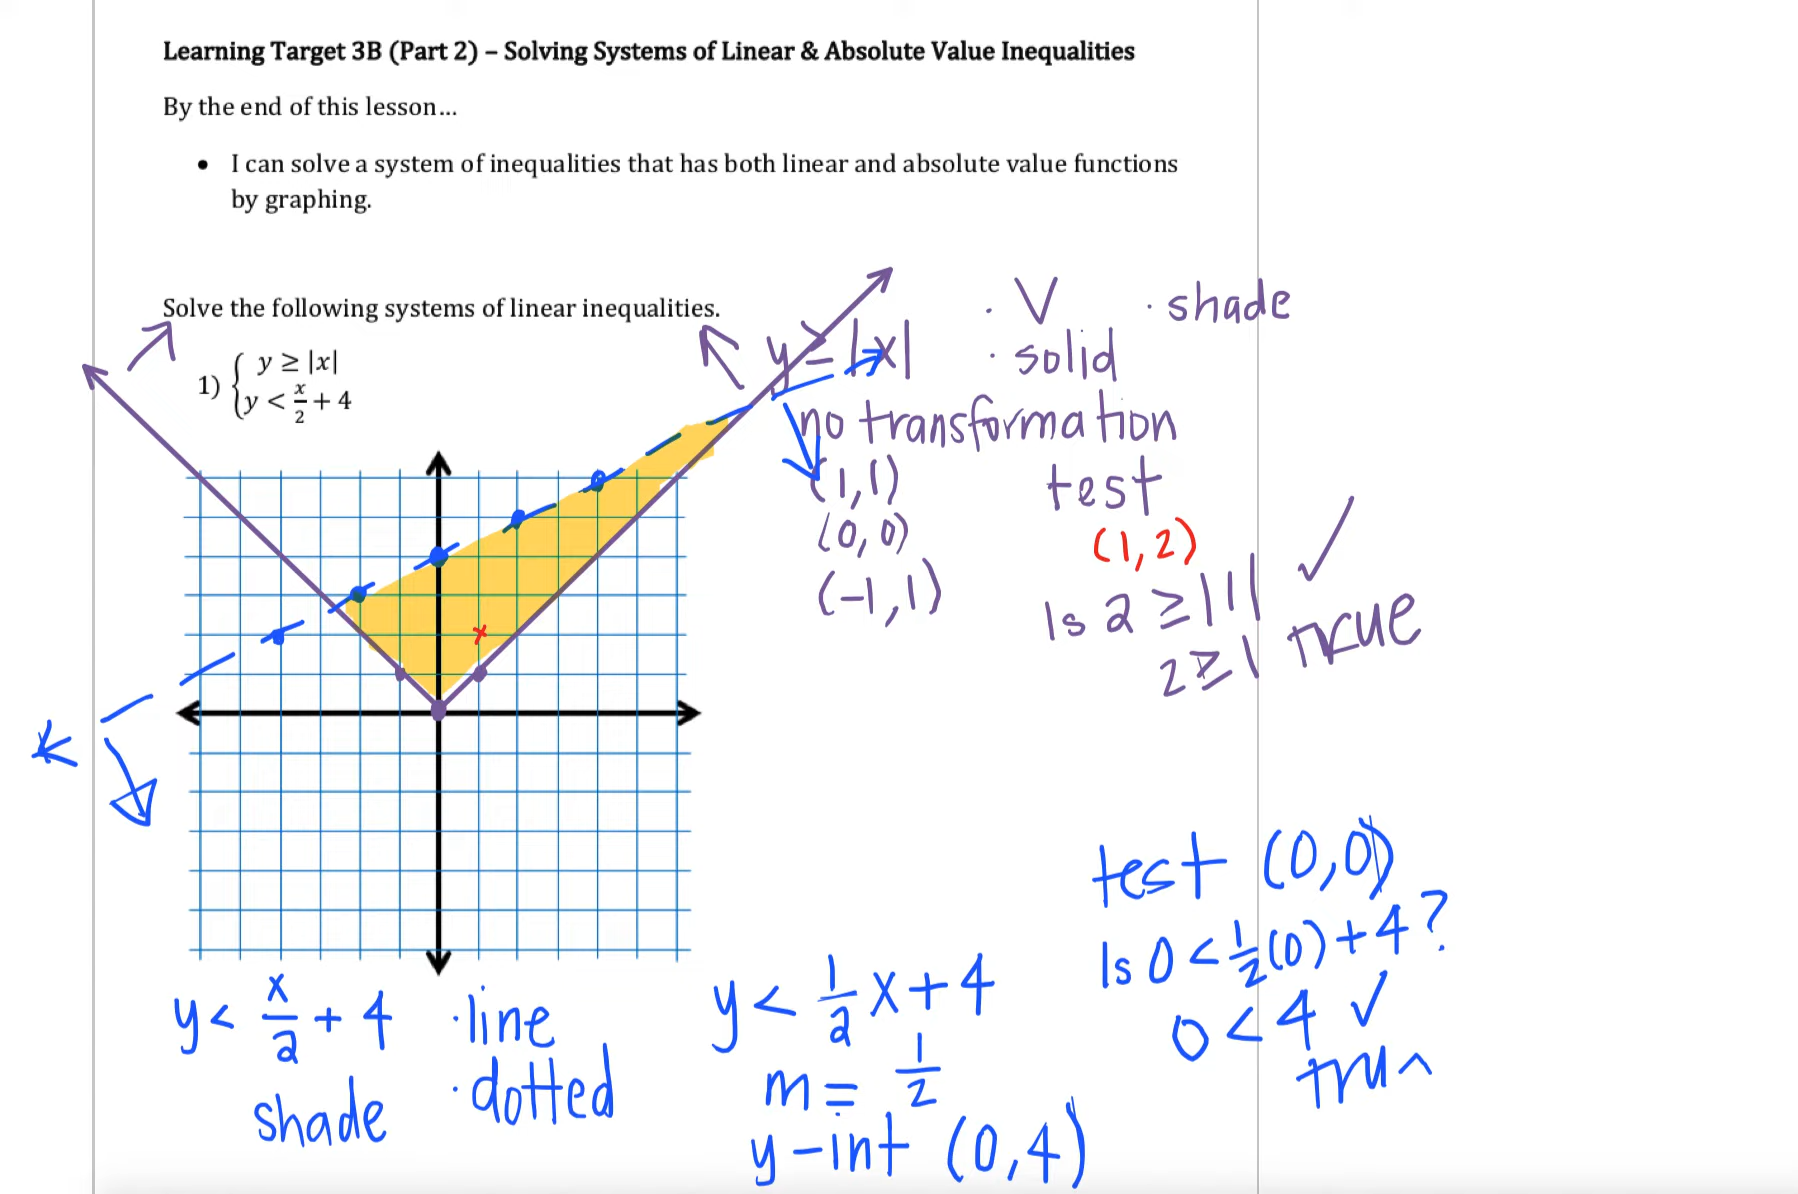 Learning Target 3B (Part 2) – Solving Systems of Linear & Absolute Value Inequalities
By the end of this lesson...
• I can solve a system of inequalities that has both linear and absolute value functions
by graphing.
Solve the following systems of linear inequalities.
1) { y ≥ |x|
y < x/2 + 4
y ≥ |x|
· V
· solid
· shade
no transformation
(1,1)
(0,0)
(-1,1)
test
(1,2)
Is 2 ≥ |1| ✓
2 ≥ 1 true
y < x/2 + 4
· line
· dotted
shade
y < 1/2 x + 4
m = 1/2
y-int (0,4)
test (0,0)
Is 0 < 1/2 (0) + 4?
0 < 4 ✓